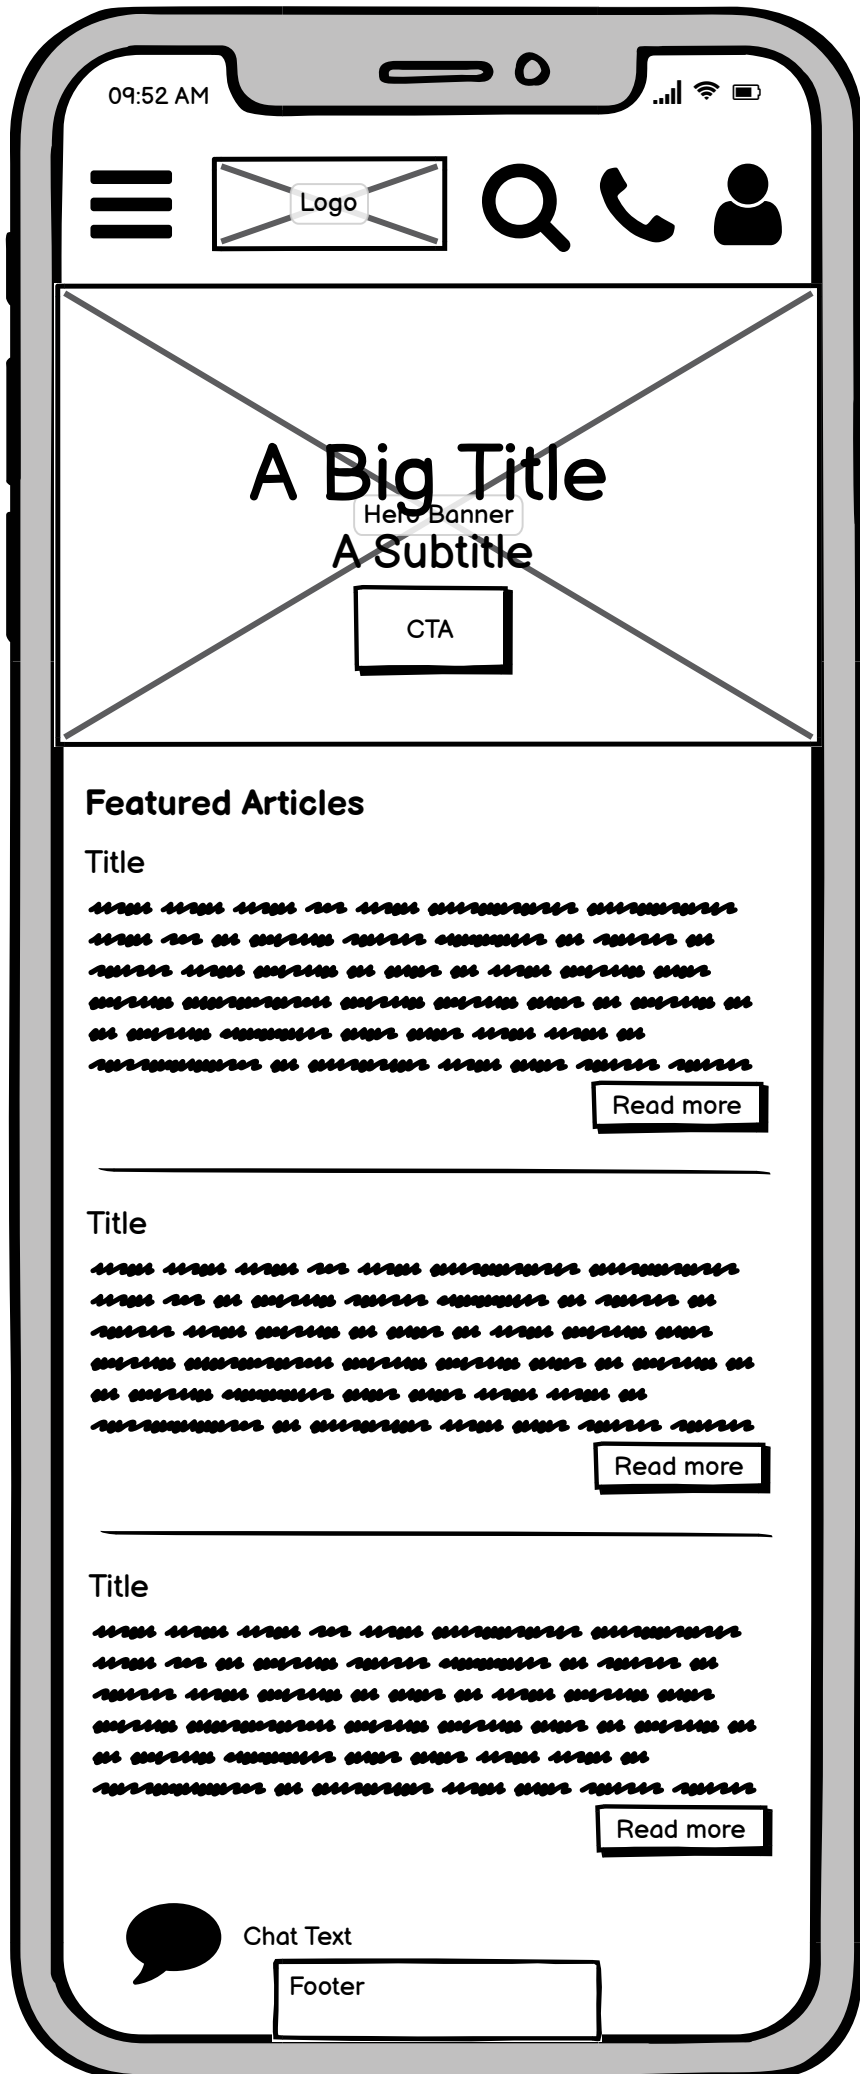 09:52 AM
Logo
A Big Title
Hero Banner
A Subtitle
CTA
Featured Articles
Title
Read more
Title
Read more
Title
Read more
Chat Text
Footer